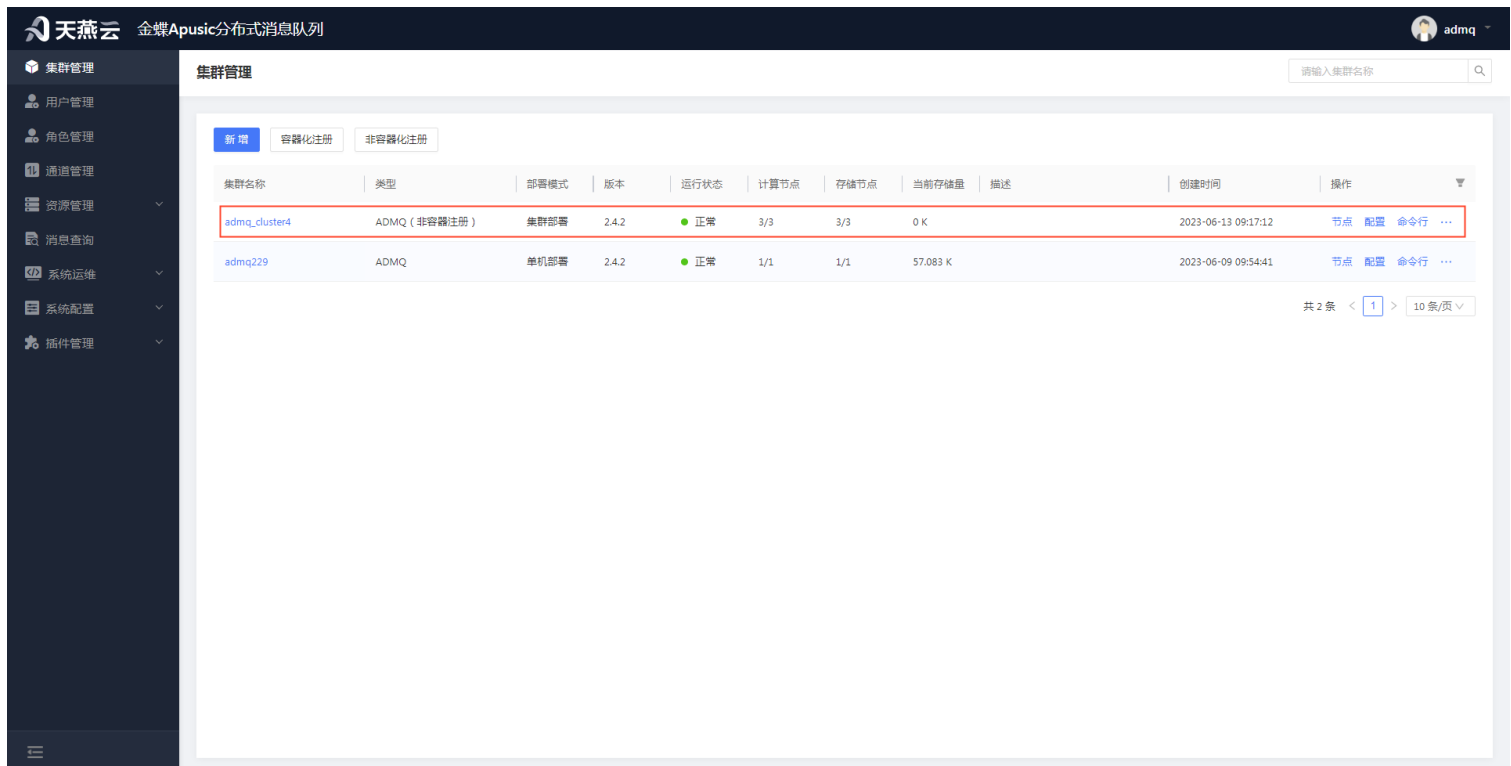 天燕云 金蝶Apusic分布式消息队列 admq
集群管理
用户管理
角色管理
通道管理
资源管理
消息查询
系统运维
系统配置
插件管理
集群管理 请输入集群名称
新增 容器化注册 非容器化注册
集群名称 类型 部署模式 版本 运行状态 计算节点 存储节点 当前存储量 描述 创建时间 操作
admq_cluster4 ADMQ ( 非容器注册 ) 集群部署 2.4.2 正常 3/3 3/3 0 K 2023-06-13 09:17:12 节点 配置 命令行 ···
admq229 ADMQ 单机部署 2.4.2 正常 1/1 1/1 57.083 K 2023-06-09 09:54:41 节点 配置 命令行 ···
共 2 条 < 1 > 10 条/页